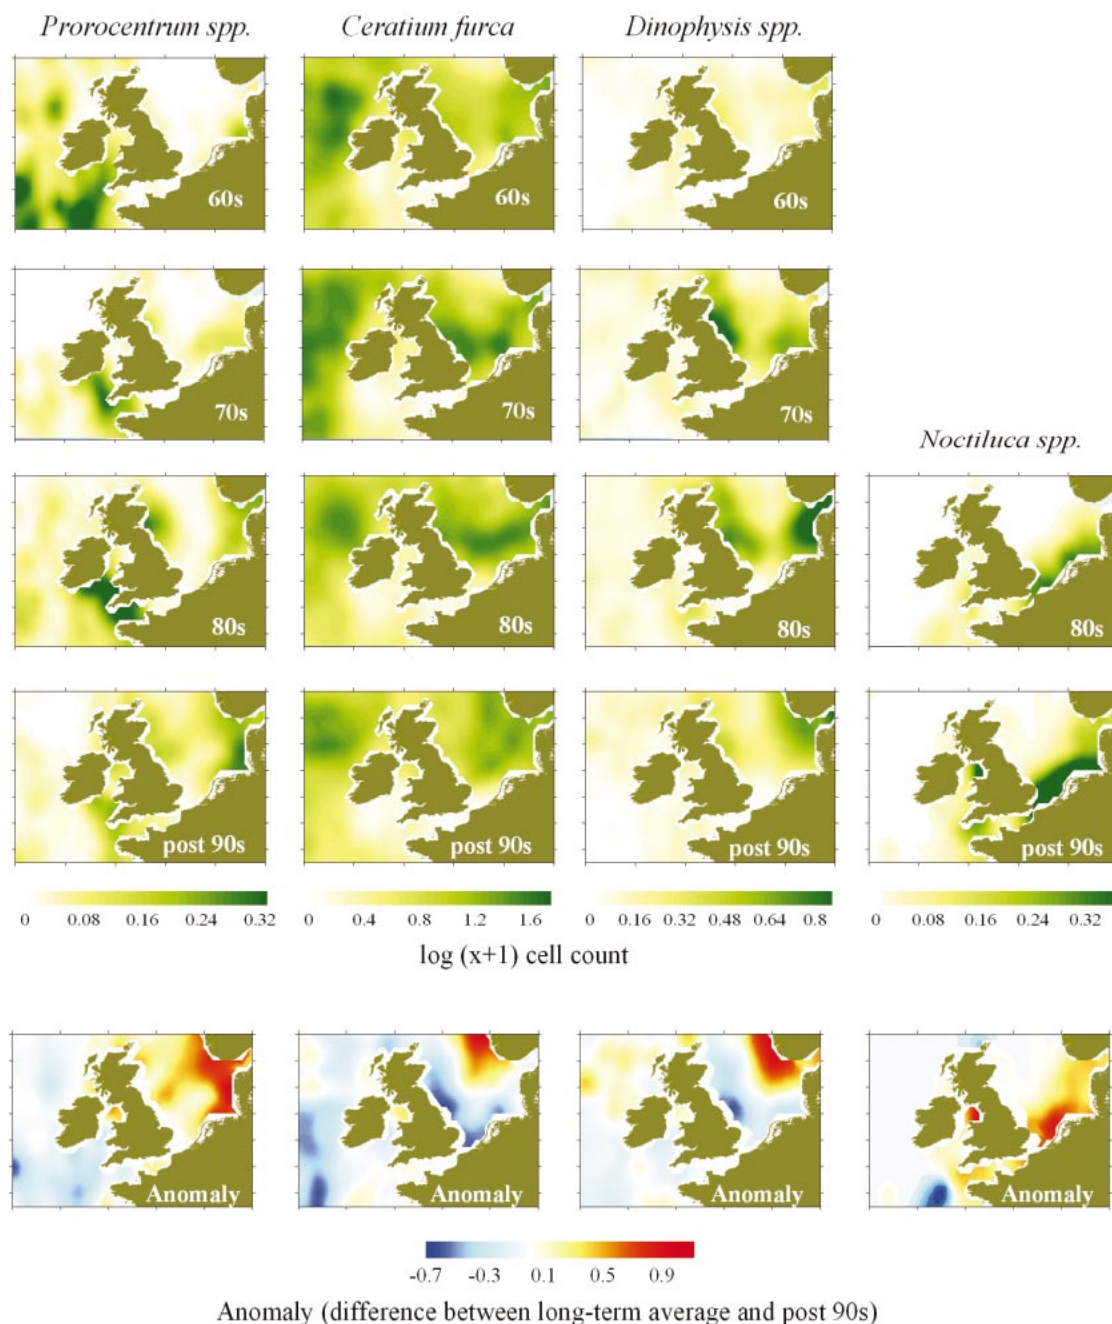 Prorocentrum spp.
Ceratium furca
Dinophysis spp.
60s
60s
60s
70s
70s
70s
Noctiluca spp.
80s
80s
80s
80s
post 90s
post 90s
post 90s
post 90s
0 0.08 0.16 0.24 0.32
0 0.4 0.8 1.2 1.6
0 0.16 0.32 0.48 0.64 0.8
0 0.08 0.16 0.24 0.32
log (x+1) cell count
Anomaly
Anomaly
Anomaly
Anomaly
-0.7 -0.3 0.1 0.5 0.9
Anomaly (difference between long-term average and post 90s)